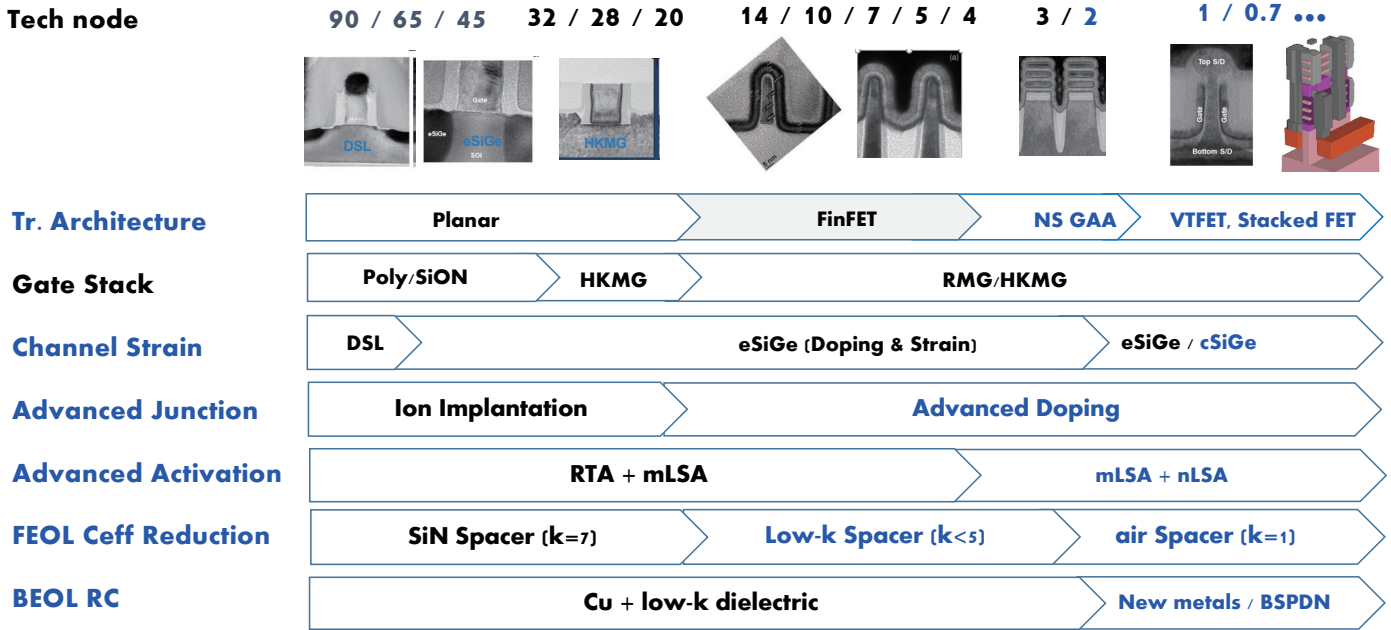 Tech node
90 / 65 / 45
32 / 28 / 20
14 / 10 / 7 / 5 / 4
3 / 2
1 / 0.7 ...
(a)
Top S/D
Gate
Gate
Gate
eSiGe
eSiGe
SOI
DSL
HKMG
Bottom S/D
Tr. Architecture
Planar
FinFET
NS GAA
VTFET, Stacked FET
Gate Stack
Poly/SiON
HKMG
RMG/HKMG
Channel Strain
DSL
eSiGe (Doping & Strain)
eSiGe / cSiGe
Advanced Junction
Ion Implantation
Advanced Doping
Advanced Activation
RTA + mLSA
mLSA + nLSA
FEOL Ceff Reduction
SiN Spacer (k=7)
Low-k Spacer (k<5)
air Spacer (k=1)
BEOL RC
Cu + low-k dielectric
New metals / BSPDN